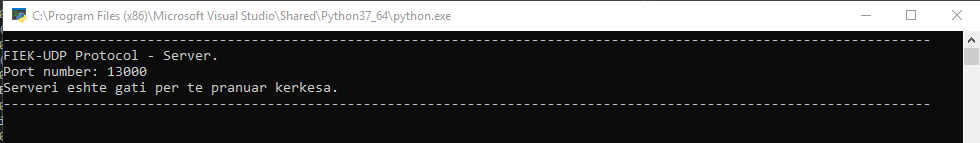 C:\Program Files (x86)\Microsoft Visual Studio\Shared\Python37_64\python.exe
--------------------------------------------------------------------------------------------------------------------
FIEK-UDP Protocol - Server.
Port number: 13000
Serveri eshte gati per te pranuar kerkesa.
--------------------------------------------------------------------------------------------------------------------